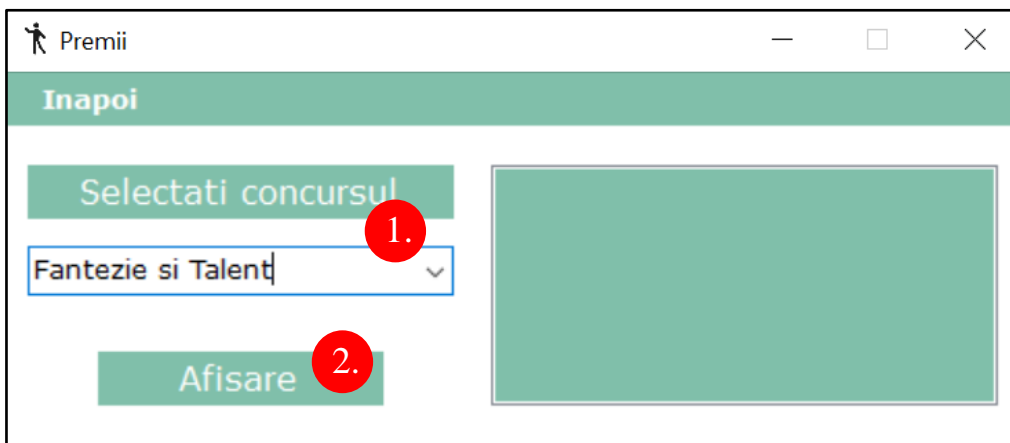 Premii
Inapoi
Selectati concursul
1.
Fantezie si Talent
Afisare
2.